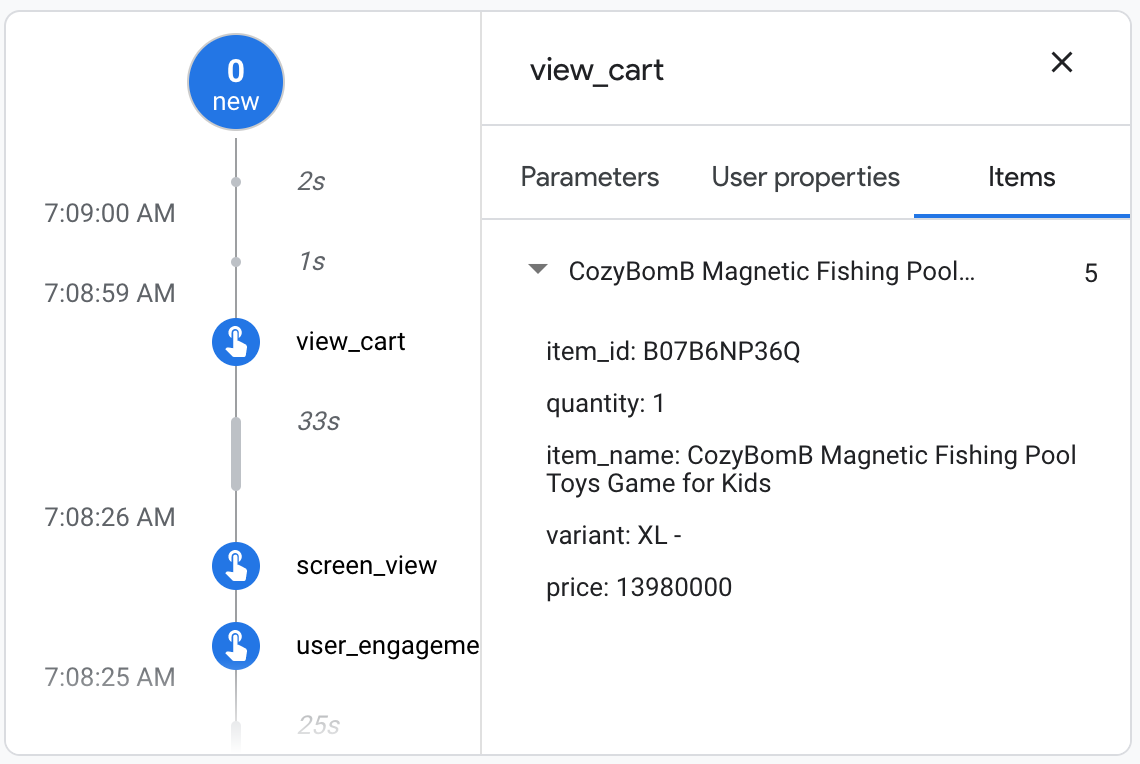 0
new
2s
7:09:00 AM
1s
7:08:59 AM
view_cart
33s
7:08:26 AM
screen_view
user_engageme
7:08:25 AM
25s
view_cart
Parameters User properties Items
CozyBomB Magnetic Fishing Pool... 5
item_id: B07B6NP36Q
quantity: 1
item_name: CozyBomB Magnetic Fishing Pool
Toys Game for Kids
variant: XL -
price: 13980000